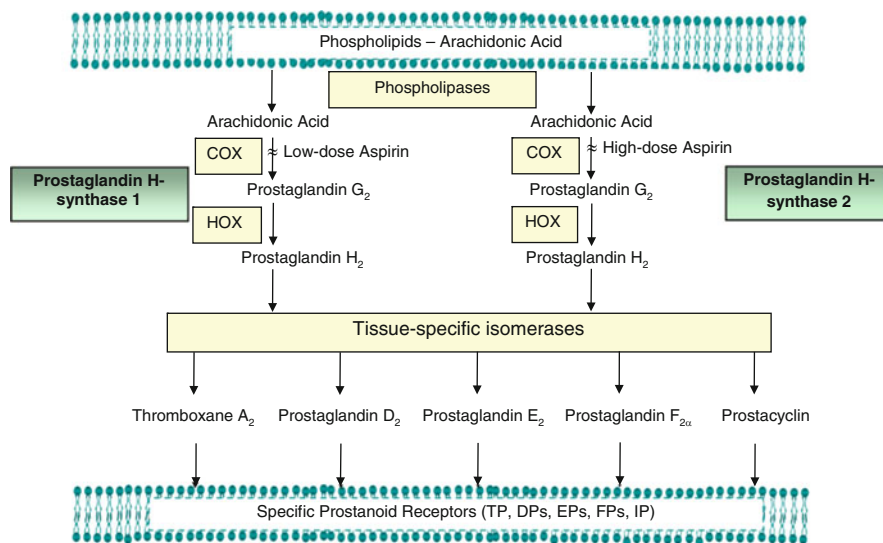 Phospholipids – Arachidonic Acid
Phospholipases
Arachidonic Acid
Arachidonic Acid
COX
≈ Low-dose Aspirin
COX
≈ High-dose Aspirin
Prostaglandin H-
synthase 1
Prostaglandin G₂
Prostaglandin G₂
Prostaglandin H-
synthase 2
HOX
HOX
Prostaglandin H₂
Prostaglandin H₂
Tissue-specific isomerases
Thromboxane A₂
Prostaglandin D₂
Prostaglandin E₂
Prostaglandin F₂α
Prostacyclin
Specific Prostanoid Receptors (TP, DPs, EPs, FPs, IP)